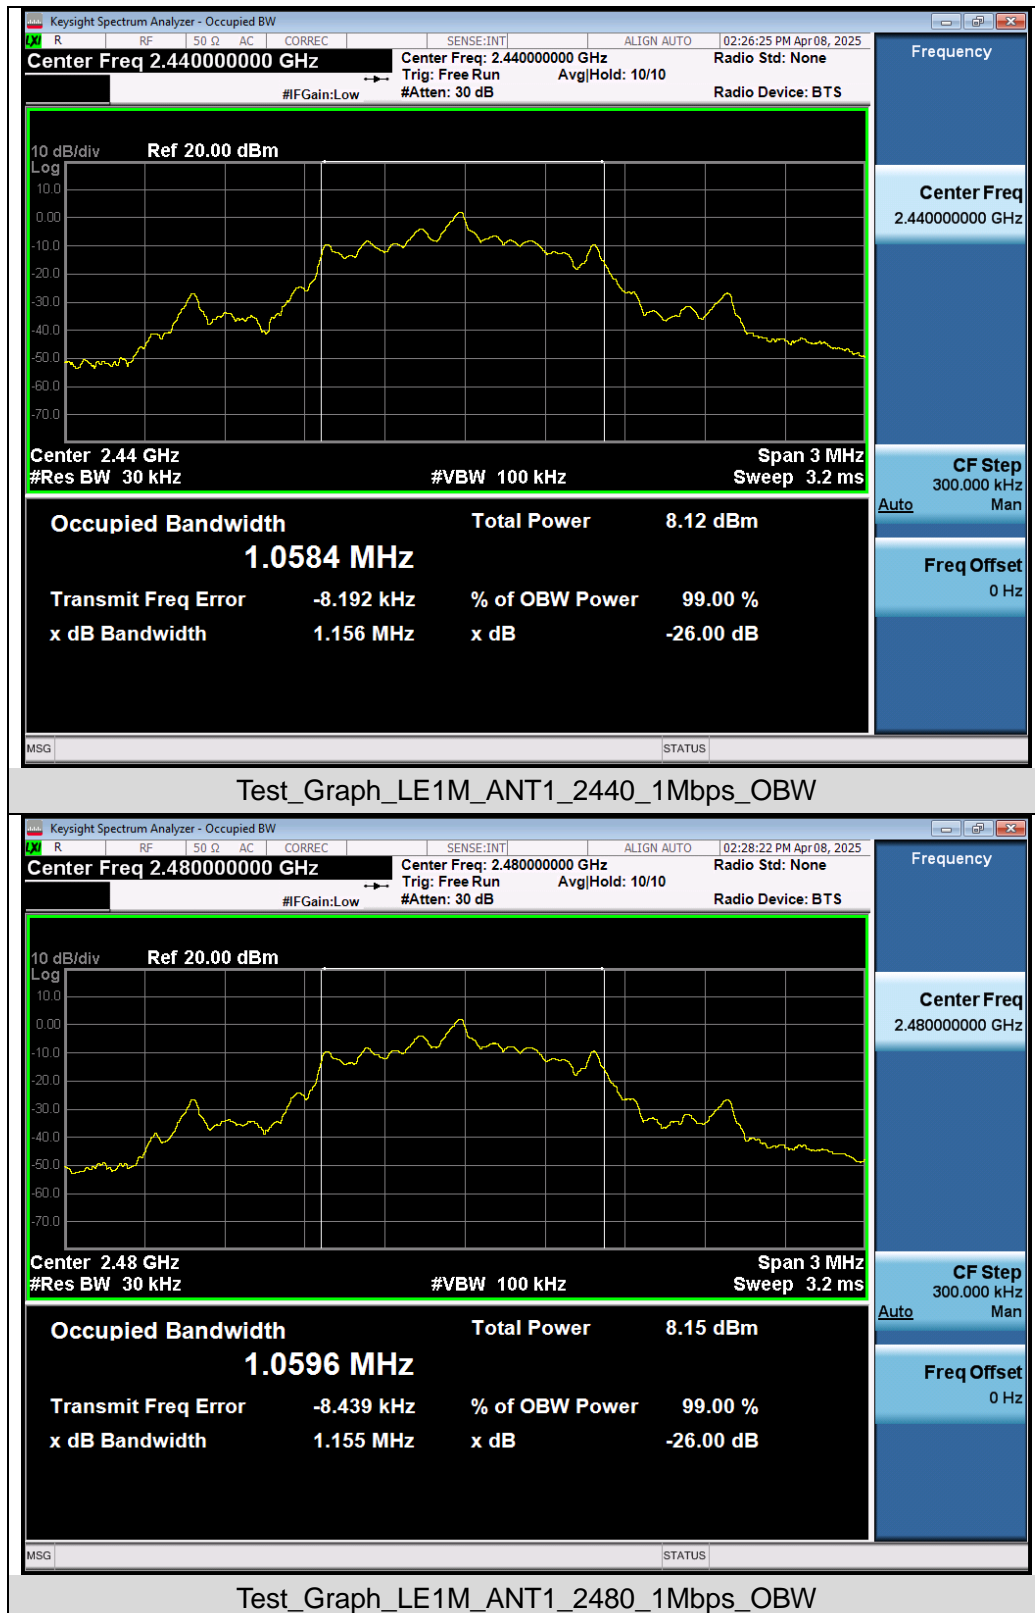 Keysight Spectrum Analyzer - Occupied BW
LXI R RF 50 Ω AC CORREC SENSE:INT ALIGN AUTO 02:26:25 PM Apr 08, 2025
Center Freq 2.440000000 GHz
Center Freq: 2.440000000 GHz Radio Std: None
Trig: Free Run Avg|Hold: 10/10
#IFGain:Low #Atten: 30 dB Radio Device: BTS
10 dB/div Ref 20.00 dBm
Log
10.0
0.00
-10.0
-20.0
-30.0
-40.0
-50.0
-60.0
-70.0
Center 2.44 GHz Span 3 MHz
#Res BW 30 kHz #VBW 100 kHz Sweep 3.2 ms
Occupied Bandwidth Total Power 8.12 dBm
1.0584 MHz
Transmit Freq Error -8.192 kHz % of OBW Power 99.00 %
x dB Bandwidth 1.156 MHz x dB -26.00 dB
MSG STATUS
Frequency
Center Freq
2.440000000 GHz
CF Step
300.000 kHz
Auto Man
Freq Offset
0 Hz
Test_Graph_LE1M_ANT1_2440_1Mbps_OBW
Keysight Spectrum Analyzer - Occupied BW
LXI R RF 50 Ω AC CORREC SENSE:INT ALIGN AUTO 02:28:22 PM Apr 08, 2025
Center Freq 2.480000000 GHz
Center Freq: 2.480000000 GHz Radio Std: None
Trig: Free Run Avg|Hold: 10/10
#IFGain:Low #Atten: 30 dB Radio Device: BTS
10 dB/div Ref 20.00 dBm
Log
10.0
0.00
-10.0
-20.0
-30.0
-40.0
-50.0
-60.0
-70.0
Center 2.48 GHz Span 3 MHz
#Res BW 30 kHz #VBW 100 kHz Sweep 3.2 ms
Occupied Bandwidth Total Power 8.15 dBm
1.0596 MHz
Transmit Freq Error -8.439 kHz % of OBW Power 99.00 %
x dB Bandwidth 1.155 MHz x dB -26.00 dB
MSG STATUS
Frequency
Center Freq
2.480000000 GHz
CF Step
300.000 kHz
Auto Man
Freq Offset
0 Hz
Test_Graph_LE1M_ANT1_2480_1Mbps_OBW